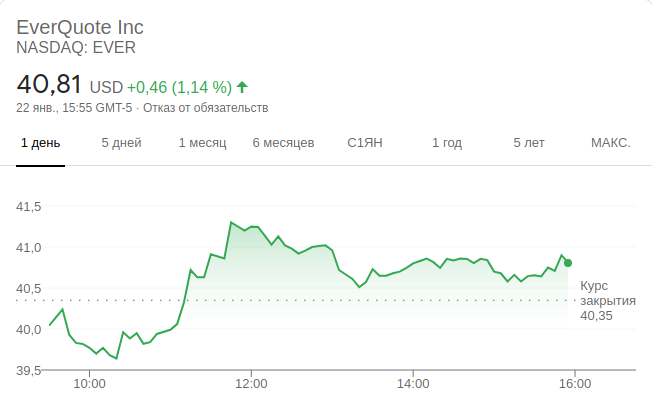 EverQuote Inc
NASDAQ: EVER
40,81 USD +0,46 (1,14 %)
22 янв., 15:55 GMT-5 · Отказ от обязательств
1 день 5 дней 1 месяц 6 месяцев С1ЯН 1 год 5 лет МАКС.
41,5
41,0
40,5
Курс
закрытия
40,35
40,0
39,5
10:00 12:00 14:00 16:00